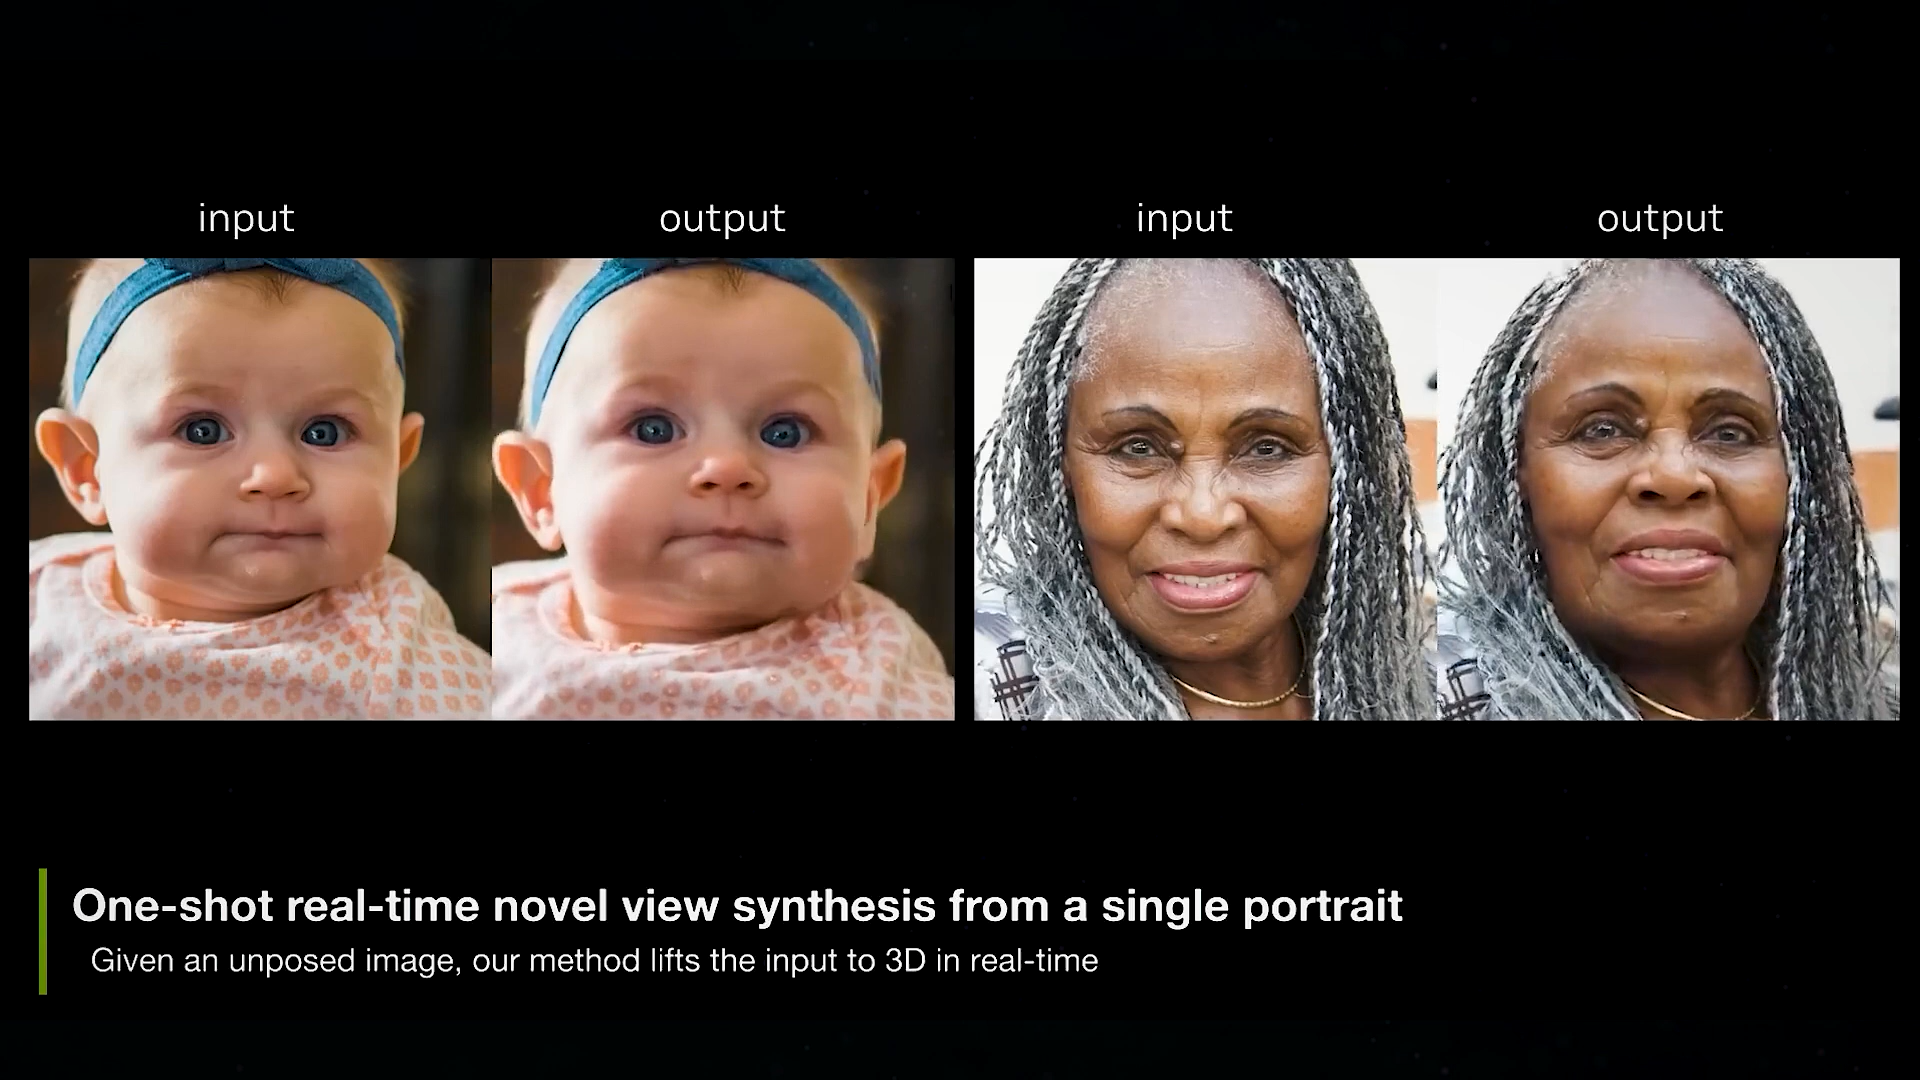 input output input output
One-shot real-time novel view synthesis from a single portrait
Given an unposed image, our method lifts the input to 3D in real-time